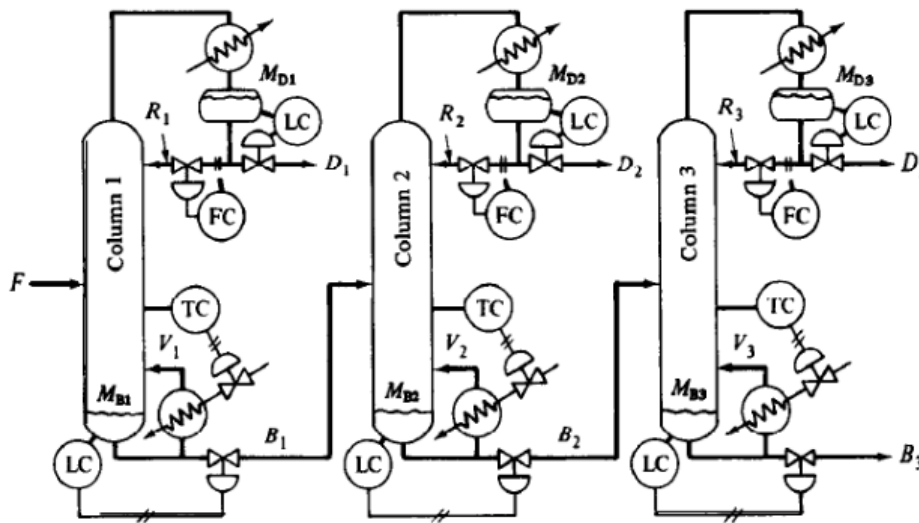 M_D1
M_D2
M_D3
LC
LC
LC
R_1
R_2
R_3
D_1
D_2
D
FC
FC
FC
Column 1
Column 2
Column 3
F
TC
TC
TC
V_1
V_2
V_3
M_B1
M_B2
M_B3
LC
B_1
LC
B_2
LC
B_3